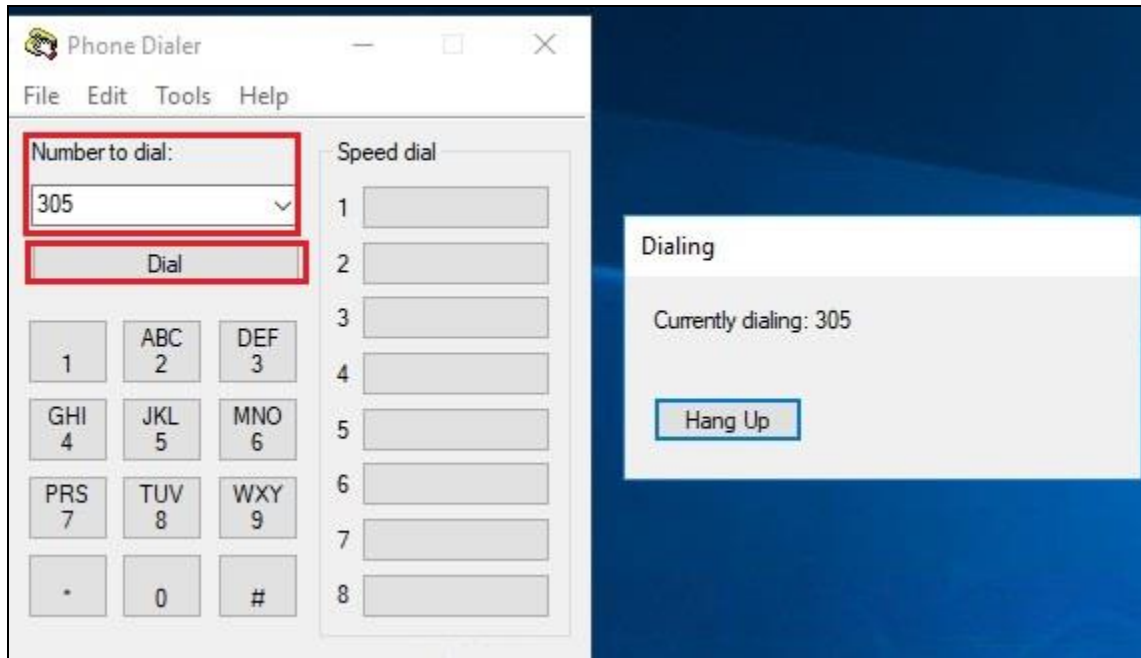 Phone Dialer
File Edit Tools Help
Number to dial:
305
Dial
Speed dial
1
2
3
4
5
6
7
8
1
ABC
2
DEF
3
GHI
4
JKL
5
MNO
6
PRS
7
TUV
8
WXY
9
*
0
#
Dialing
Currently dialing: 305
Hang Up